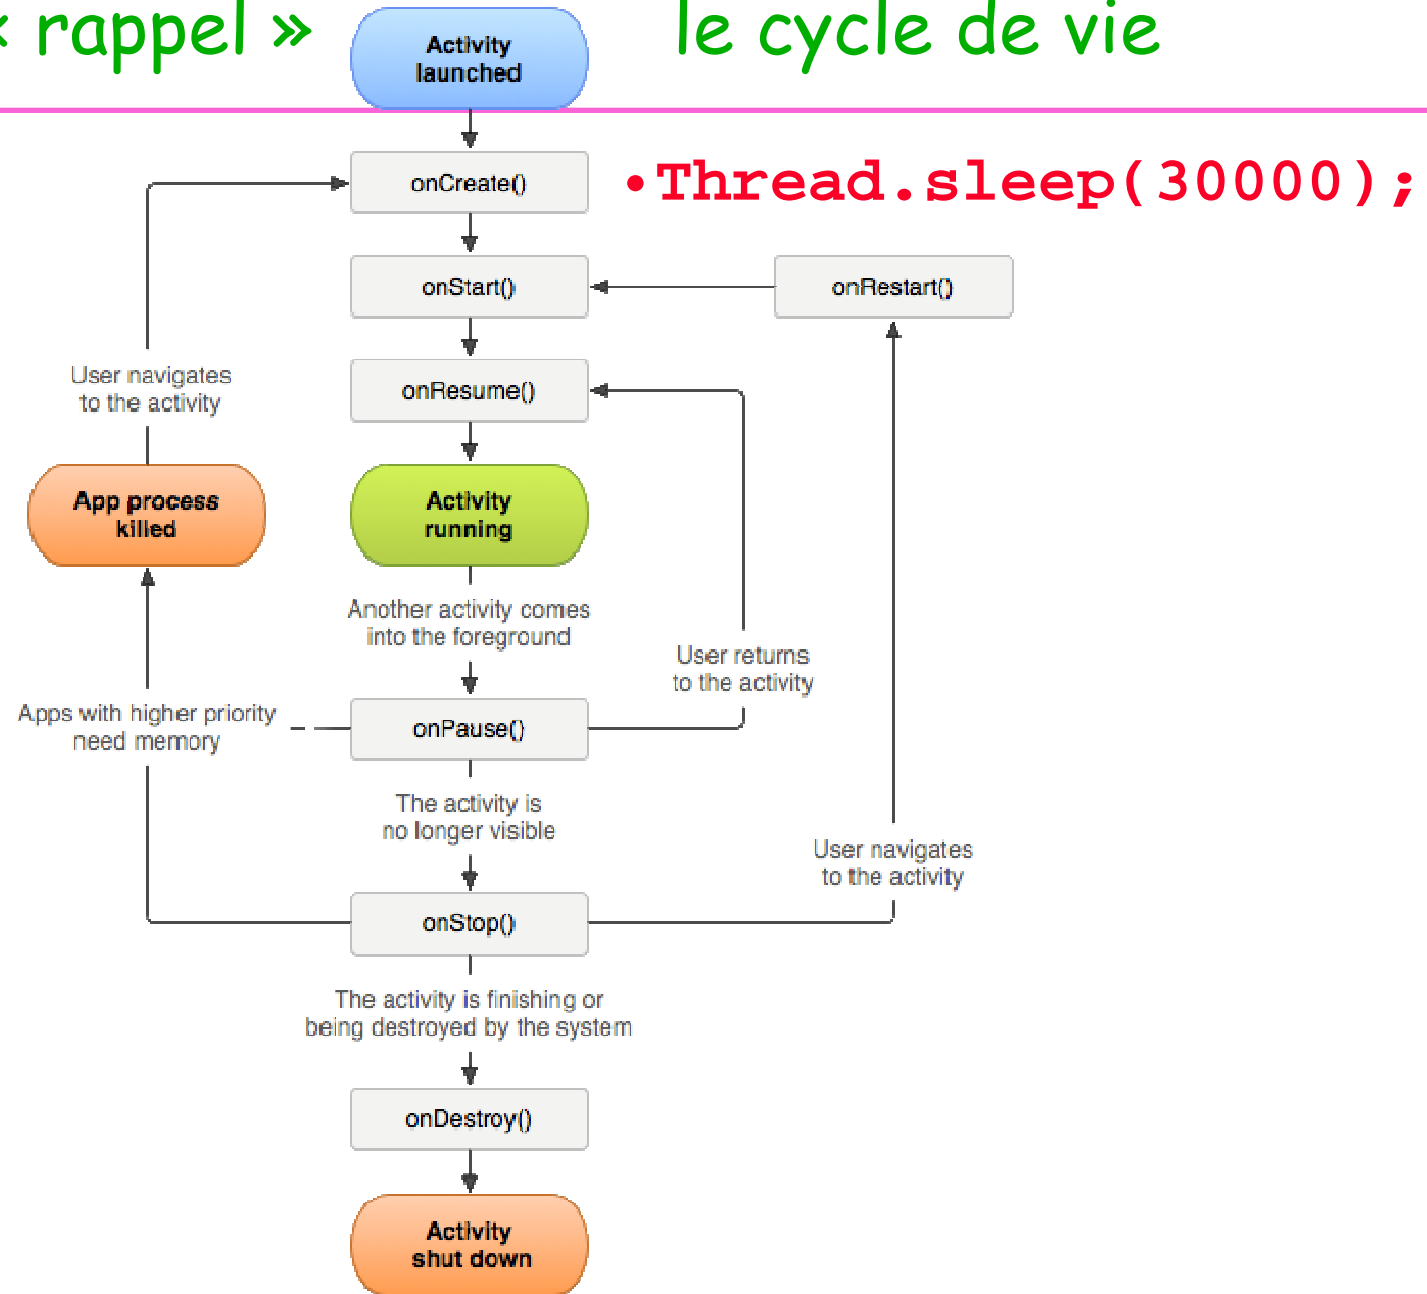 « rappel » le cycle de vie
Activity
launched
onCreate()
•Thread.sleep(30000);
onStart()
onRestart()
User navigates
to the activity
onResume()
App process
killed
Activity
running
Another activity comes
into the foreground
User returns
to the activity
Apps with higher priority
need memory
onPause()
The activity is
no longer visible
User navigates
to the activity
onStop()
The activity is finishing or
being destroyed by the system
onDestroy()
Activity
shut down